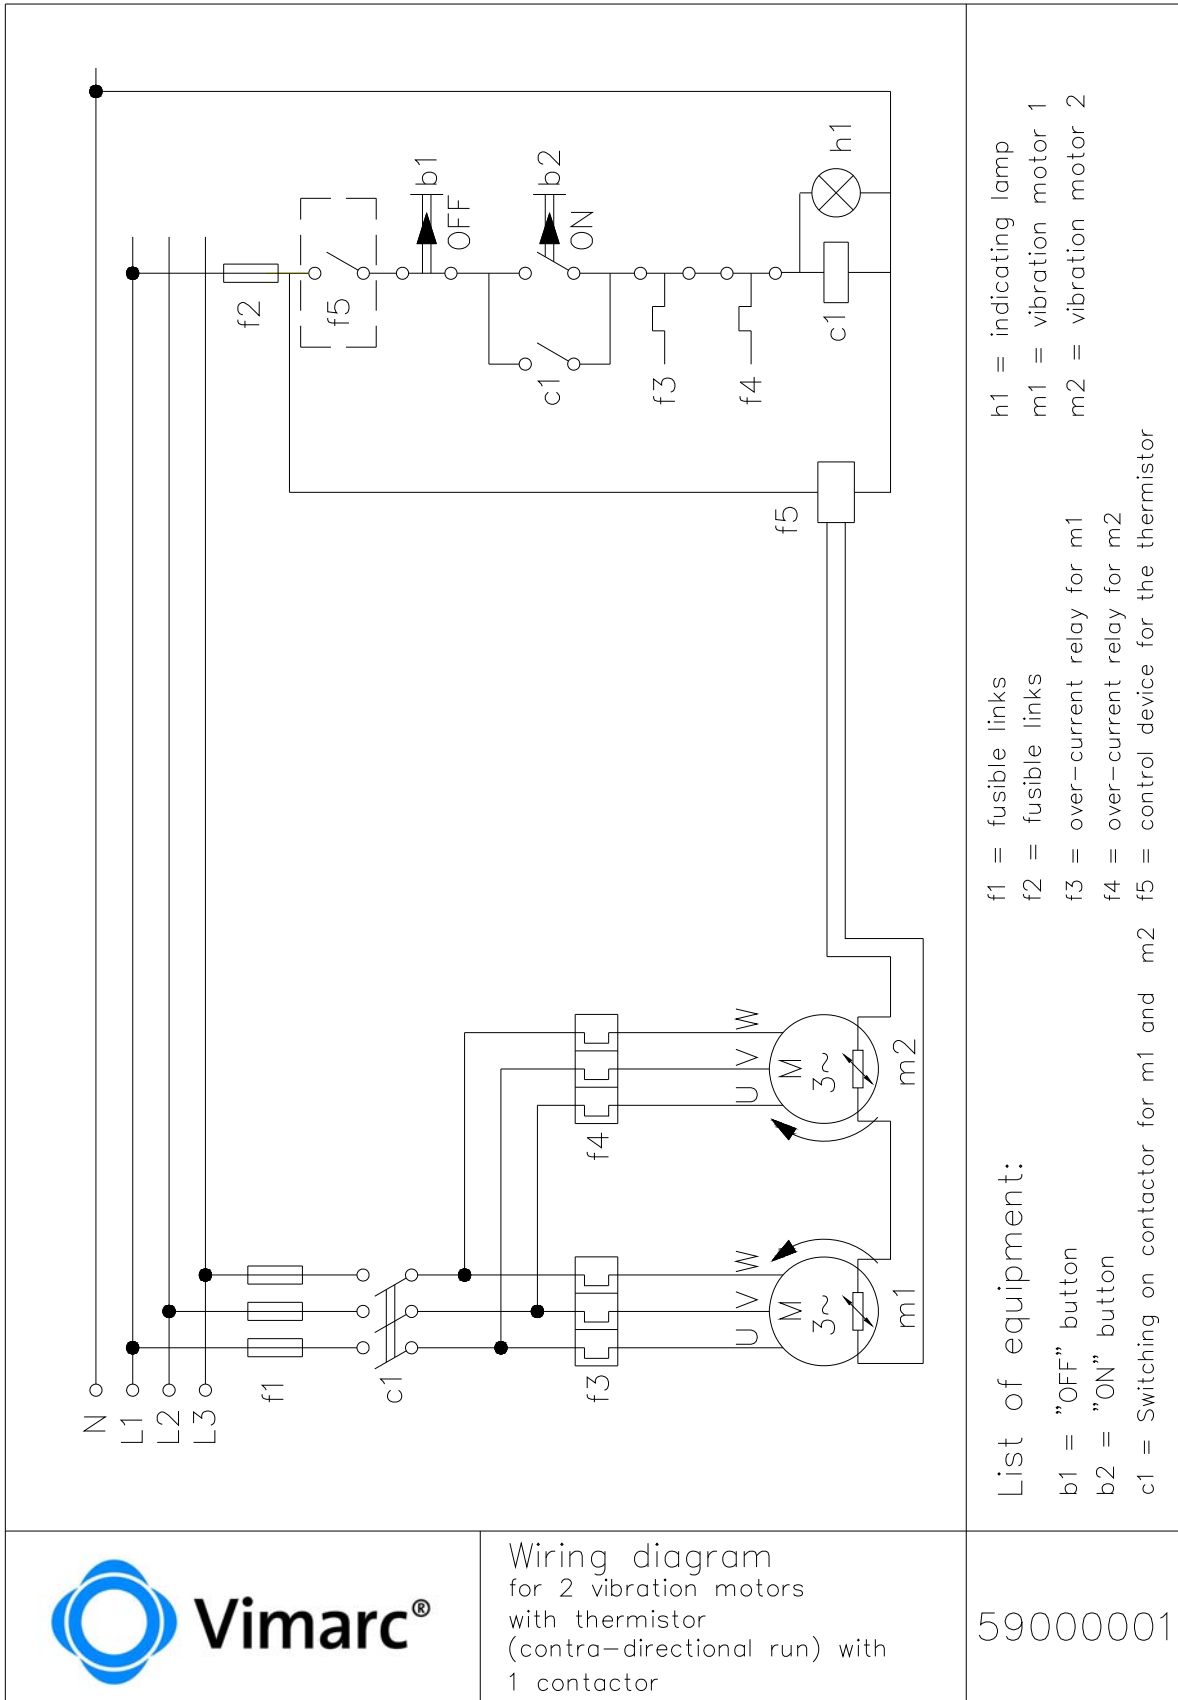 N
L1
L2
L3
f1
c1
f3
f4
U
V
W
U
V
W
M
3~
m1
M
3~
m2
f5
f2
f5
b1
OFF
b2
ON
c1
f3
f4
c1
h1
List of equipment:
b1 = "OFF" button
b2 = "ON" button
c1 = Switching on contactor for m1 and m2
f1 = fusible links
f2 = fusible links
f3 = over-current relay for m1
f4 = over-current relay for m2
f5 = control device for the thermistor
h1 = indicating lamp
m1 = vibration motor 1
m2 = vibration motor 2
Vimarc®
Wiring diagram
for 2 vibration motors
with thermistor
(contra-directional run) with
1 contactor
59000001